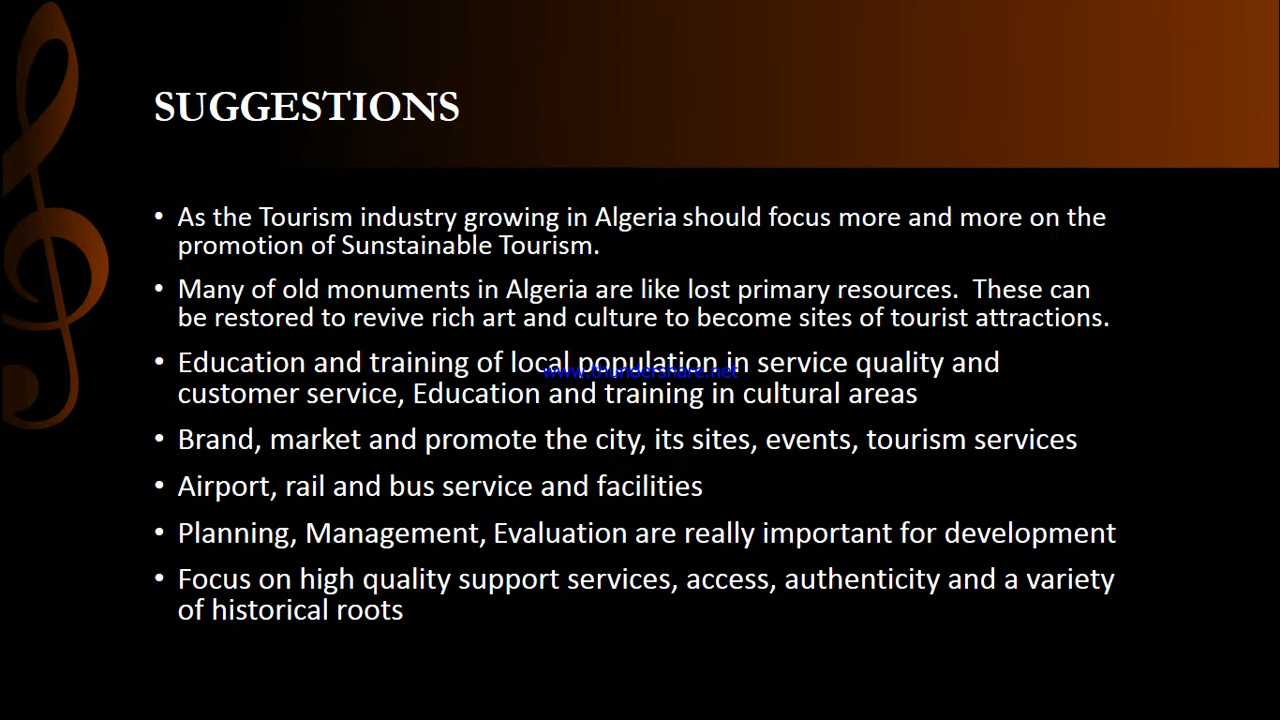 SUGGESTIONS
• As the Tourism industry growing in Algeria should focus more and more on the
promotion of Sunstainable Tourism.
• Many of old monuments in Algeria are like lost primary resources.  These can
be restored to revive rich art and culture to become sites of tourist attractions.
• Education and training of local population in service quality and
www.thundershare.net
customer service, Education and training in cultural areas
• Brand, market and promote the city, its sites, events, tourism services
• Airport, rail and bus service and facilities
• Planning, Management, Evaluation are really important for development
• Focus on high quality support services, access, authenticity and a variety
of historical roots